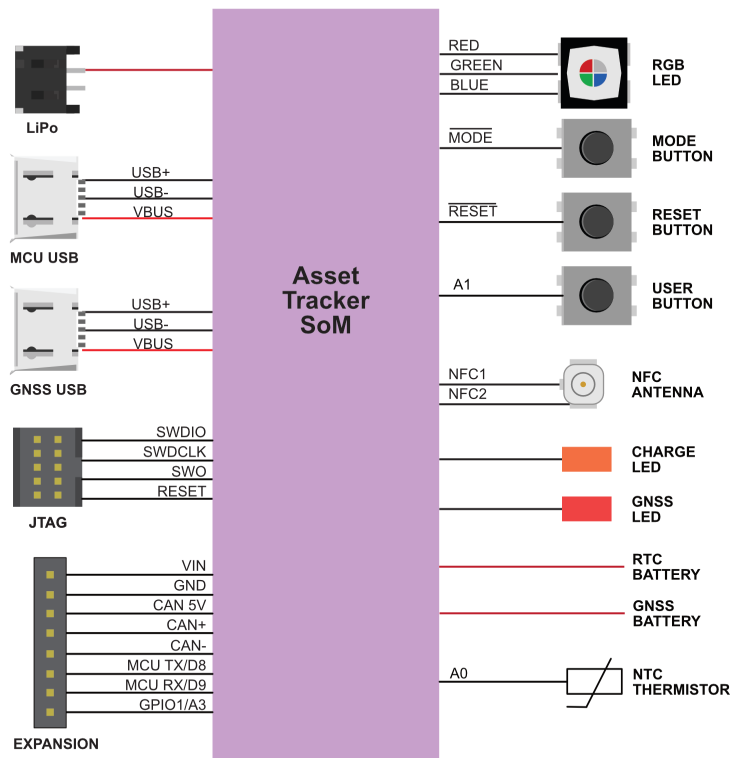 LiPo
USB+
USB-
VBUS
MCU USB
USB+
USB-
VBUS
GNSS USB
SWDIO
SWDCLK
SWO
RESET
JTAG
VIN
GND
CAN 5V
CAN+
CAN-
MCU TX/D8
MCU RX/D9
GPIO1/A3
EXPANSION
Asset
Tracker
SoM
RED
GREEN
BLUE
RGB
LED
MODE
MODE
BUTTON
RESET
RESET
BUTTON
A1
USER
BUTTON
NFC1
NFC2
NFC
ANTENNA
CHARGE
LED
GNSS
LED
RTC
BATTERY
GNSS
BATTERY
A0
NTC
THERMISTOR